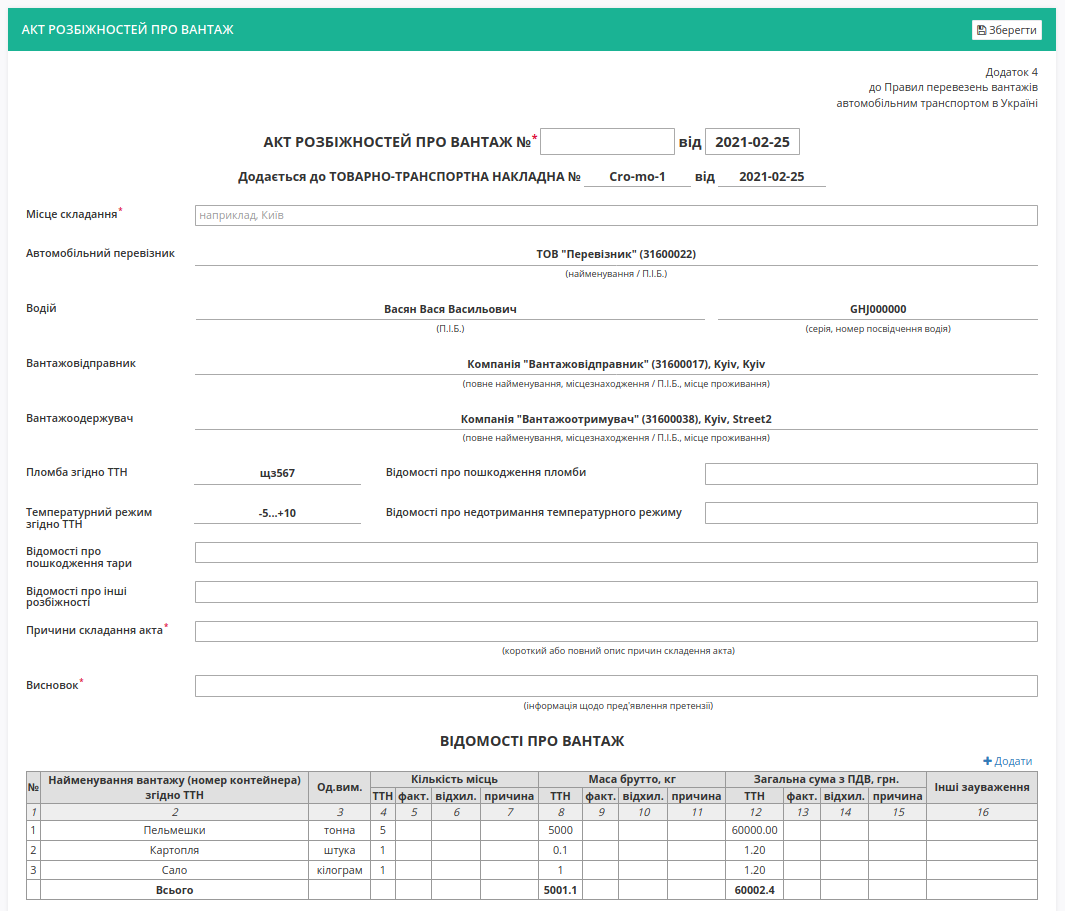 АКТ РОЗБІЖНОСТЕЙ ПРО ВАНТАЖ
Зберегти
Додаток 4
до Правил перевезень вантажів
автомобільним транспортом в Україні
АКТ РОЗБІЖНОСТЕЙ ПРО ВАНТАЖ №* від 2021-02-25
Додається до ТОВАРНО-ТРАНСПОРТНА НАКЛАДНА № Cro-mo-1 від 2021-02-25
Місце складання* наприклад, Київ
Автомобільний перевізник ТОВ "Перевізник" (31600022)
(найменування / П.І.Б.)
Водій Васян Вася Васильович GHJ000000
(П.І.Б.) (серія, номер посвідчення водія)
Вантажовідправник Компанія "Вантажовідправник" (31600017), Kyiv, Kyiv
(повне найменування, місцезнаходження / П.І.Б., місце проживання)
Вантажоодержувач Компанія "Вантажоотримувач" (31600038), Kyiv, Street2
(повне найменування, місцезнаходження / П.І.Б., місце проживання)
Пломба згідно ТТН щз567 Відомості про пошкодження пломби
Температурний режим
згідно ТТН -5...+10 Відомості про недотримання температурного режиму
Відомості про
пошкодження тари
Відомості про інші
розбіжності
Причини складання акта*
(короткий або повний опис причин складення акта)
Висновок*
(інформація щодо пред'явлення претензії)
ВІДОМОСТІ ПРО ВАНТАЖ
Додати
№ Найменування вантажу (номер контейнера) згідно ТТН Од.вим. Кількість місць Маса брутто, кг Загальна сума з ПДВ, грн. Інші зауваження
ТТН факт. відхил. причина ТТН факт. відхил. причина ТТН факт. відхил. причина
1 2 3 4 5 6 7 8 9 10 11 12 13 14 15 16
1 Пельмешки тонна 5 5000 60000.00
2 Картопля штука 1 0.1 1.20
3 Сало кілограм 1 1 1.20
Всього 5001.1 60002.4